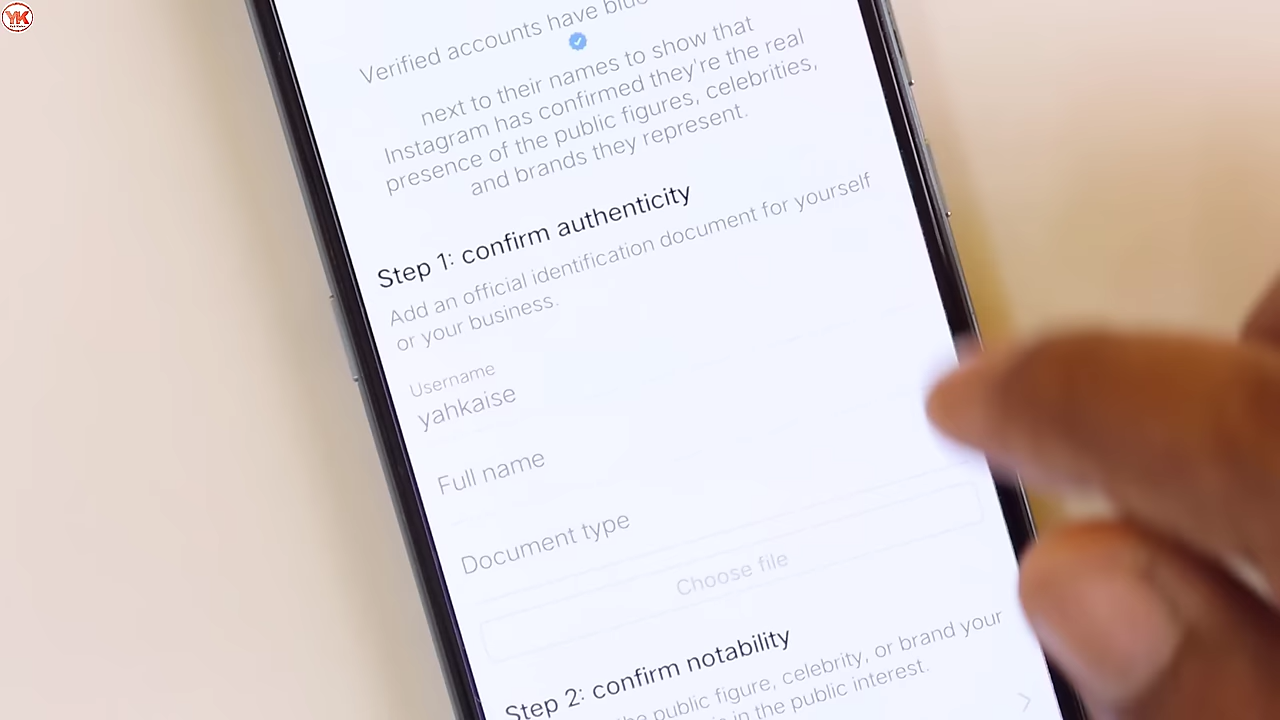 YK
Verified accounts have blue
next to their names to show that
Instagram has confirmed they're the real
presence of the public figures, celebrities,
and brands they represent.
Step 1: confirm authenticity
Add an official identification document for yourself
or your business.
Username
yahkaise
Full name
Document type
Choose file
Step 2: confirm notability
public figure, celebrity, or brand your
in the public interest.